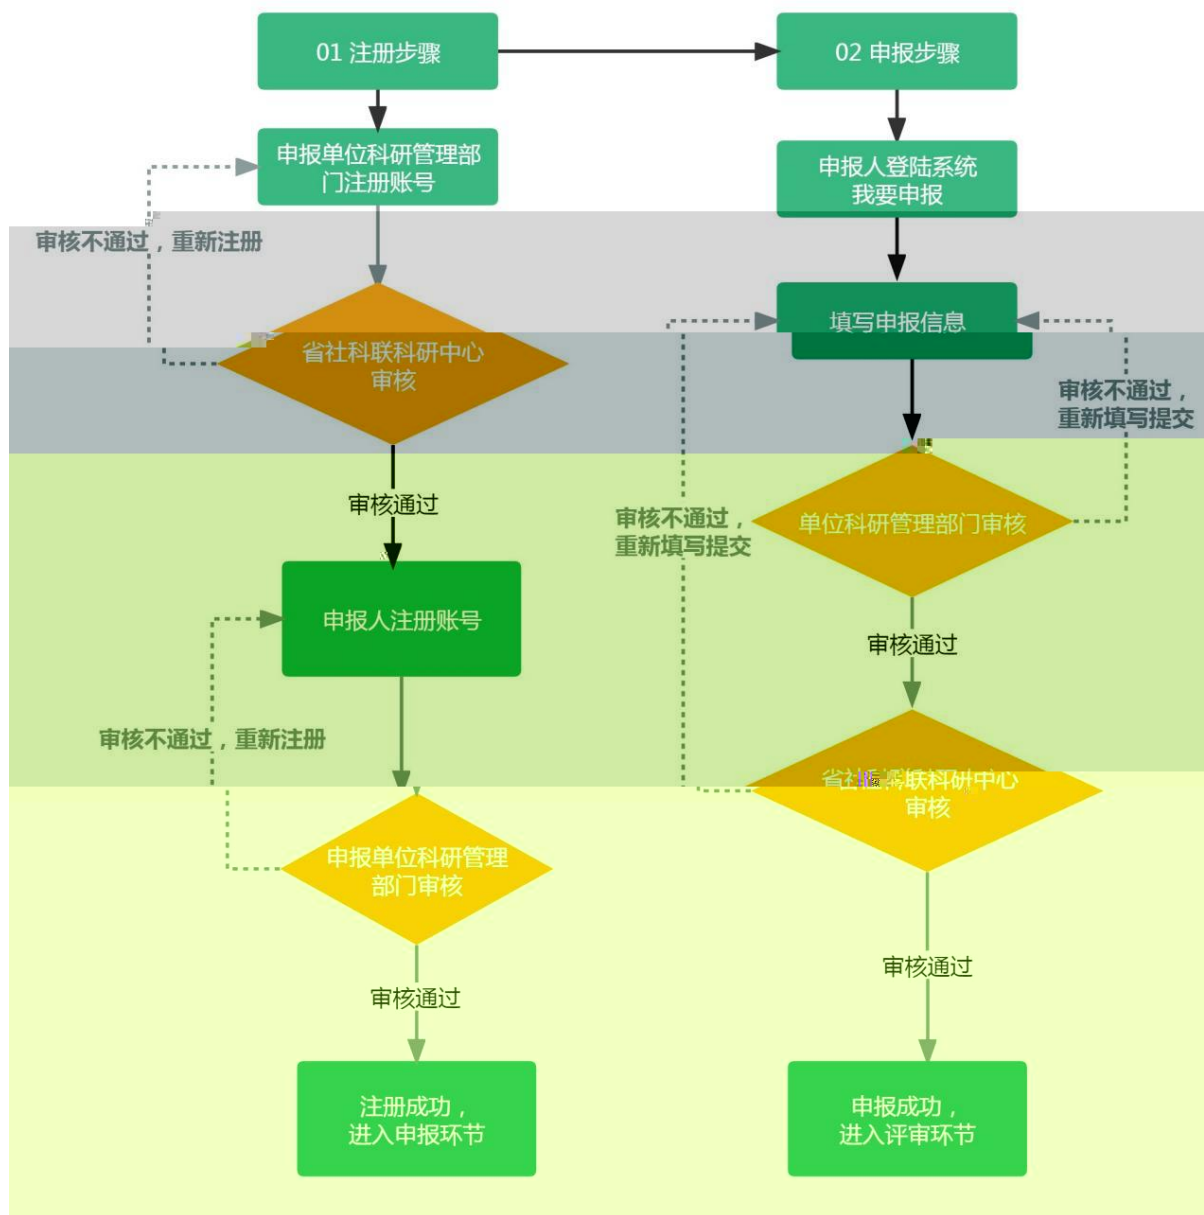 01 注册步骤
02 申报步骤
申报单位科研管理部
门注册账号
申报人登陆系统
我要申报
审核不通过，重新注册
填写申报信息
省社科联科研中心
审核
审核不通过，
重新填写提交
审核通过
审核不通过，
重新填写提交
单位科研管理部门审核
申报人注册账号
审核通过
审核不通过，重新注册
省社科联科研中心
审核
申报单位科研管理
部门审核
审核通过
审核通过
注册成功，
进入申报环节
申报成功，
进入评审环节